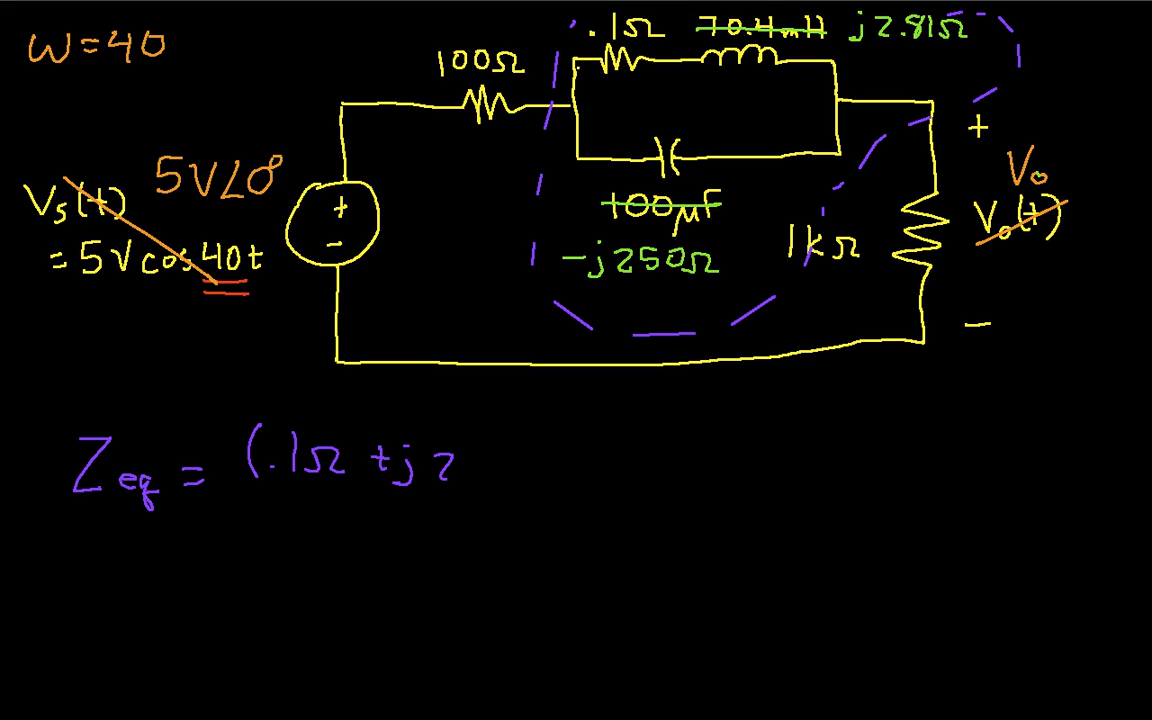 ω = 40
.1Ω 70.4mH j2.81Ω
100Ω
+
5V∠0°
Vs(t)
= 5V cos 40t
+
-
100μF
-j250Ω
1kΩ
Vo
Vo(t)
-
Zeq = (.1Ω + j2